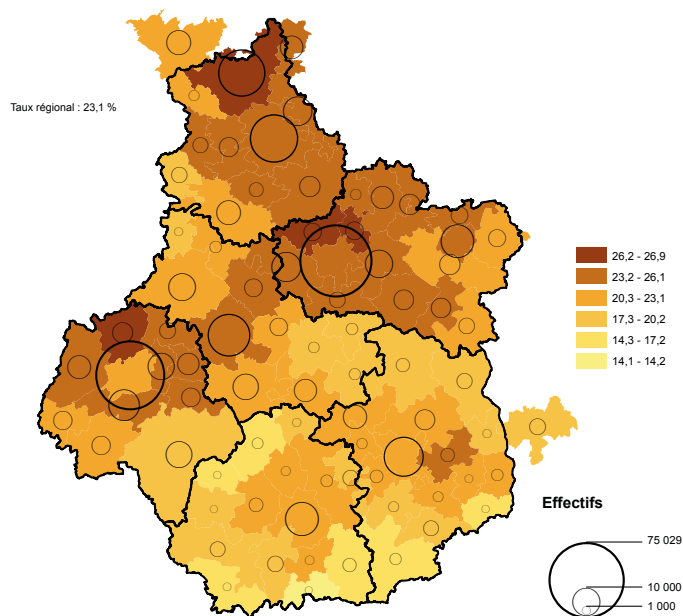 Taux régional : 23,1 %
26,2 - 26,9
23,2 - 26,1
20,3 - 23,1
17,3 - 20,2
14,3 - 17,2
14,1 - 14,2
Effectifs
75 029
10 000
1 000